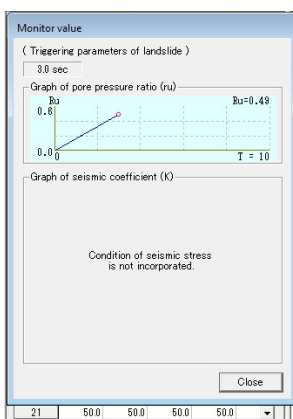 Monitor value
( Triggering parameters of landslide )
3.0 sec
Graph of pore pressure ratio (ru)
Ru
Ru=0.49
0.6
0.0
0
T = 10
Graph of seismic coefficient (K)
Condition of seismic stress
is not incorporated.
Close
21 50.0 50.0 50.0 50.0